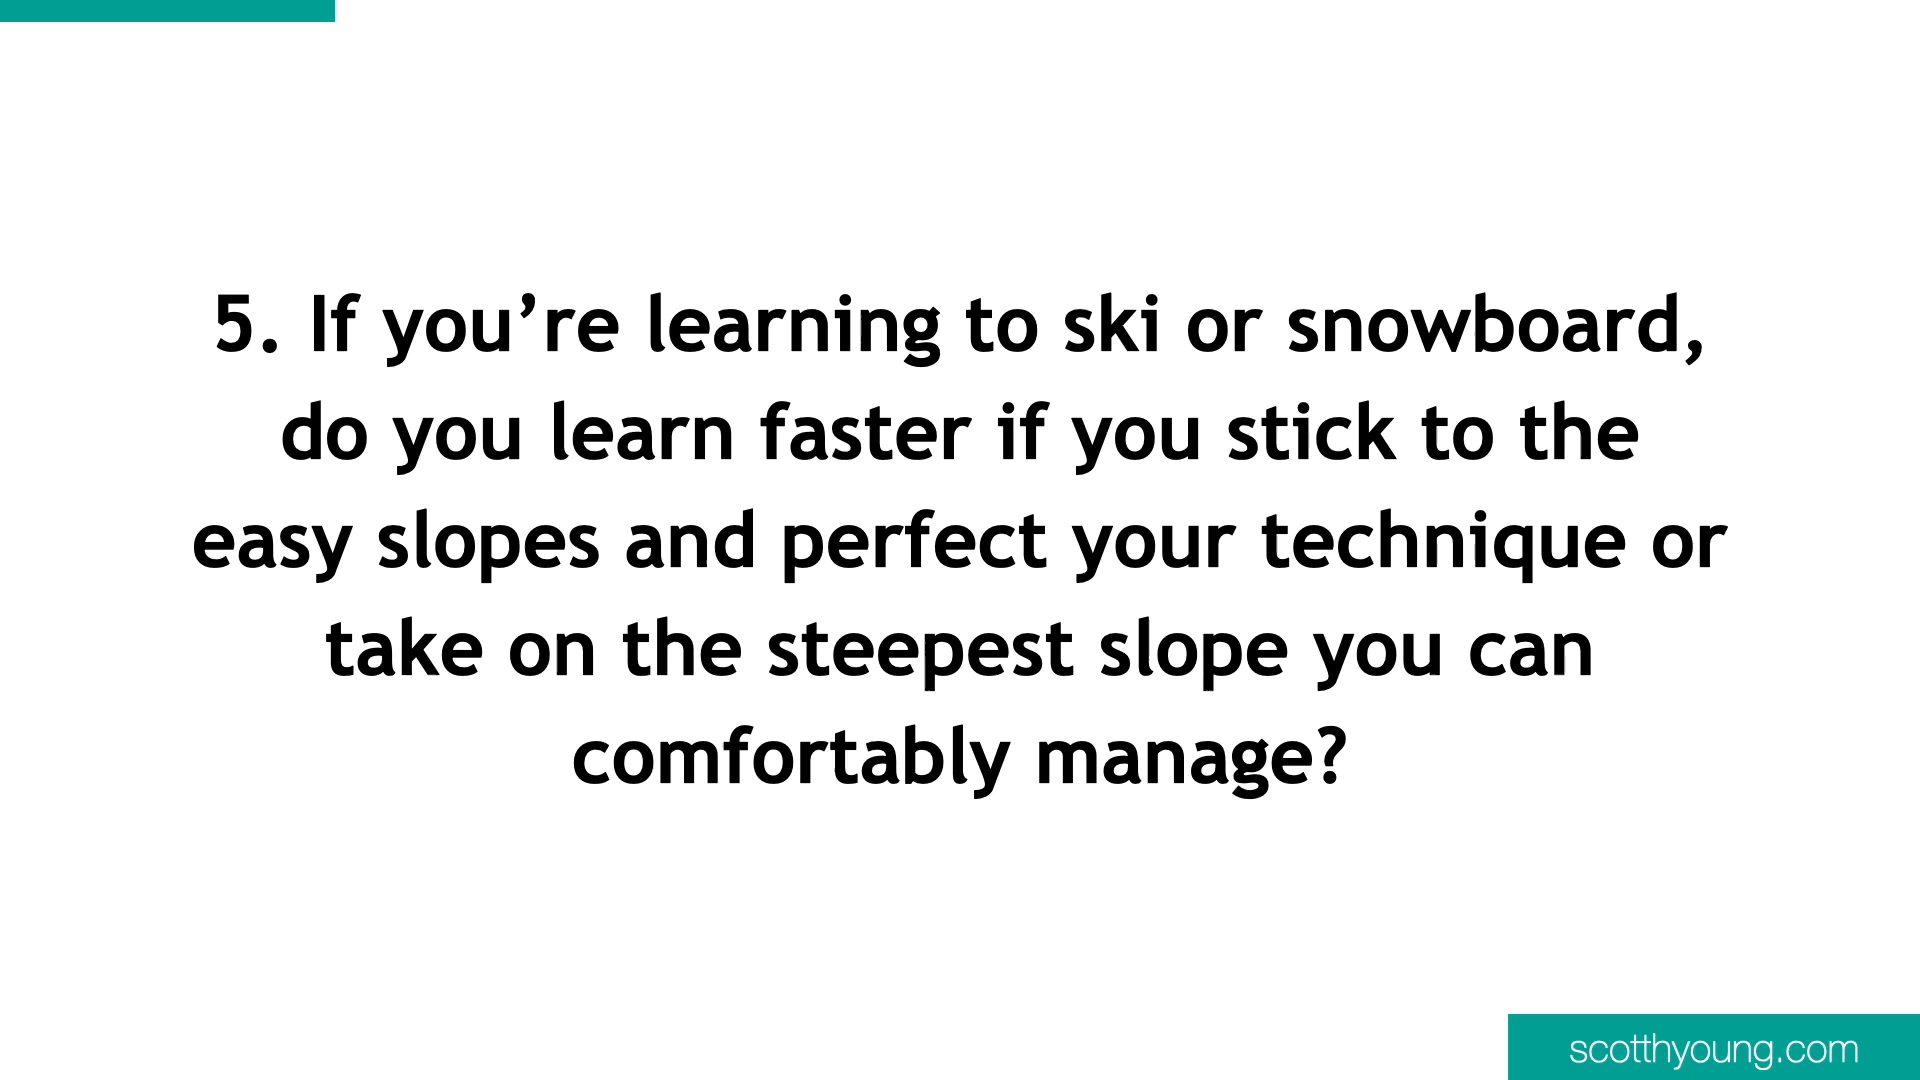 5. If you’re learning to ski or snowboard,
do you learn faster if you stick to the
easy slopes and perfect your technique or
take on the steepest slope you can
comfortably manage?
scotthyoung.com